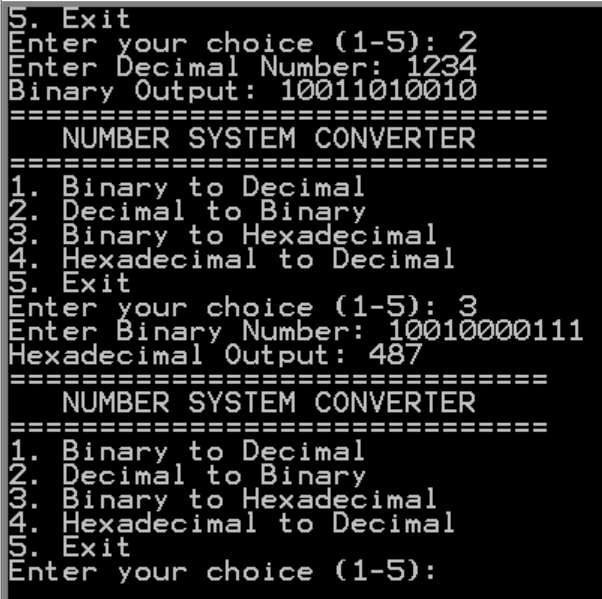 5. Exit
Enter your choice (1-5): 2
Enter Decimal Number: 1234
Binary Output: 10011010010
==============================
   NUMBER SYSTEM CONVERTER
==============================
1. Binary to Decimal
2. Decimal to Binary
3. Binary to Hexadecimal
4. Hexadecimal to Decimal
5. Exit
Enter your choice (1-5): 3
Enter Binary Number: 10010000111
Hexadecimal Output: 487
==============================
   NUMBER SYSTEM CONVERTER
==============================
1. Binary to Decimal
2. Decimal to Binary
3. Binary to Hexadecimal
4. Hexadecimal to Decimal
5. Exit
Enter your choice (1-5):